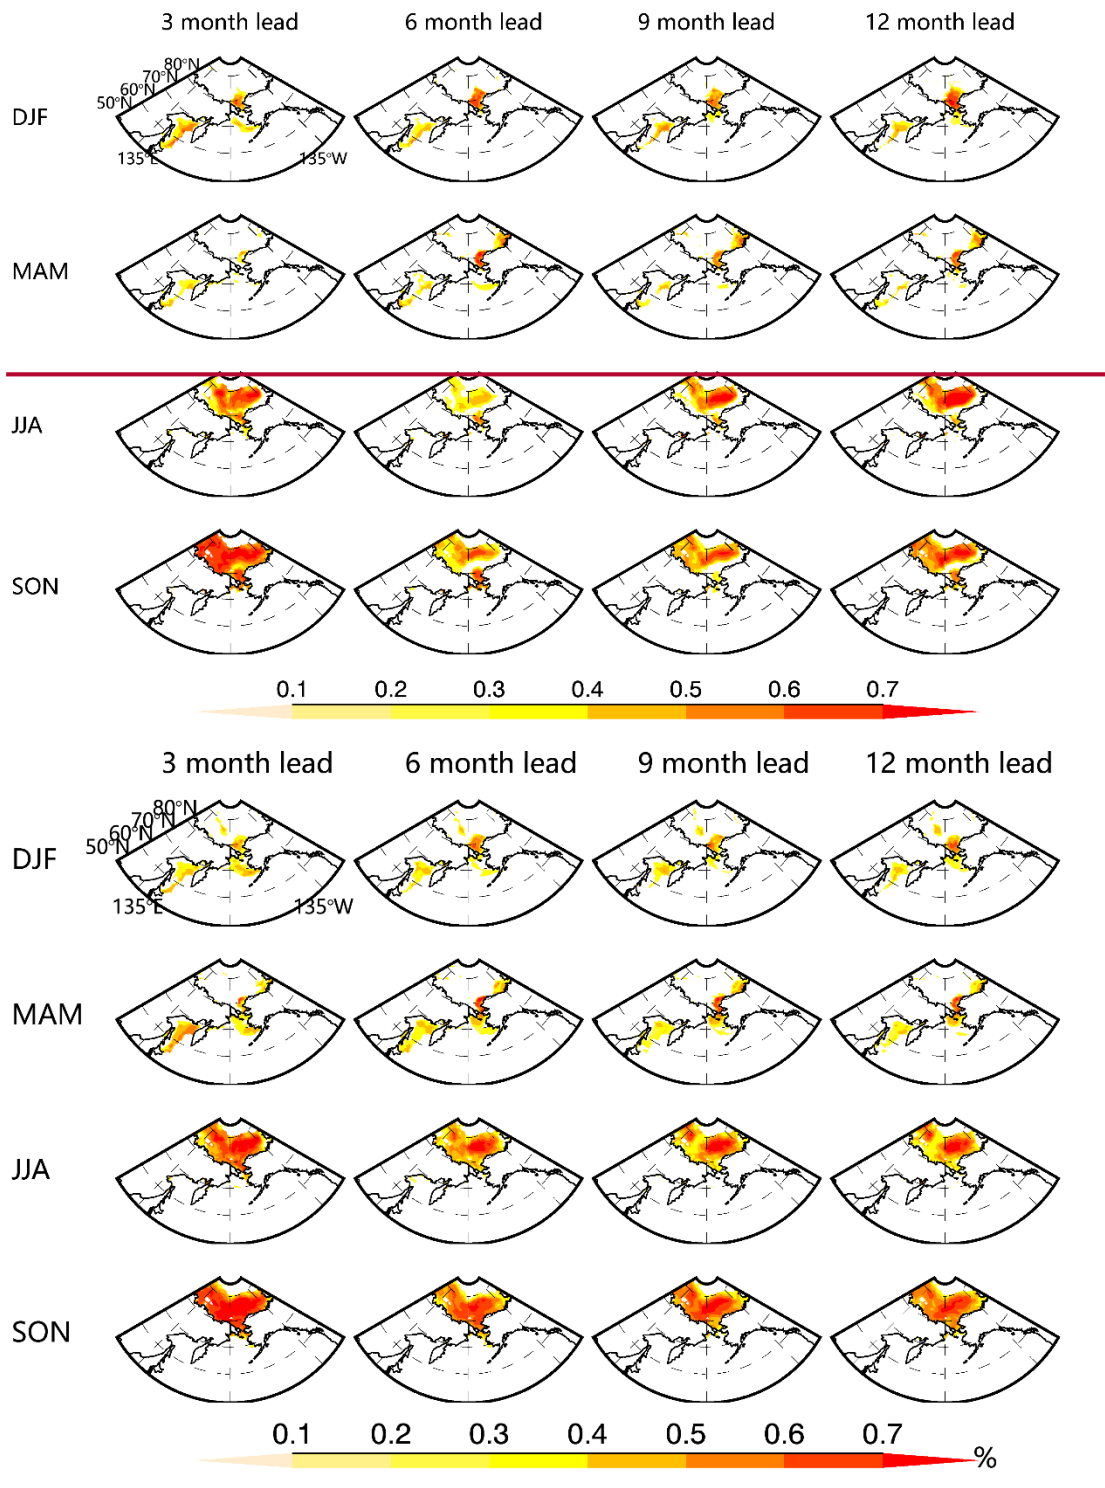 3 month lead 6 month lead 9 month lead 12 month lead
80°N
70°N
60°N
50°N
DJF
135°E 135°W
MAM
JJA
SON
0.1 0.2 0.3 0.4 0.5 0.6 0.7
3 month lead 6 month lead 9 month lead 12 month lead
80°N
70°N
60°N
50°N
DJF
135°E 135°W
MAM
JJA
SON
0.1 0.2 0.3 0.4 0.5 0.6 0.7
%